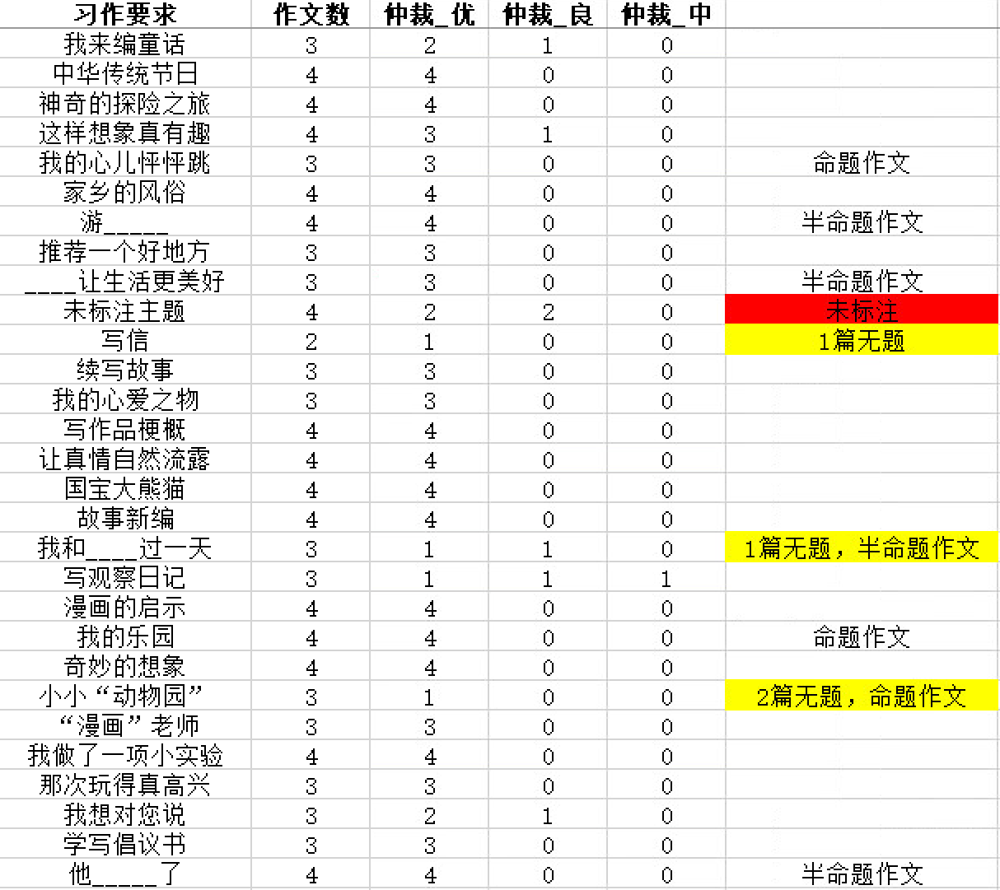 习作要求 作文数 仲裁_优 仲裁_良 仲裁_中
我来编童话 3 2 1 0
中华传统节日 4 4 0 0
神奇的探险之旅 4 4 0 0
这样想象真有趣 4 3 1 0
我的心儿怦怦跳 3 3 0 0 命题作文
家乡的风俗 4 4 0 0
游_____ 4 4 0 0 半命题作文
推荐一个好地方 3 3 0 0
____让生活更美好 3 3 0 0 半命题作文
未标注主题 4 2 2 0 未标注
写信 2 1 0 0 1篇无题
续写故事 3 3 0 0
我的心爱之物 3 3 0 0
写作品梗概 4 4 0 0
让真情自然流露 4 4 0 0
国宝大熊猫 4 4 0 0
故事新编 4 4 0 0
我和____过一天 3 1 1 0 1篇无题，半命题作文
写观察日记 3 1 1 1
漫画的启示 4 4 0 0
我的乐园 4 4 0 0 命题作文
奇妙的想象 4 4 0 0
小小“动物园” 3 1 0 0 2篇无题，命题作文
“漫画”老师 3 3 0 0
我做了一项小实验 4 4 0 0
那次玩得真高兴 3 3 0 0
我想对您说 3 2 1 0
学写倡议书 3 3 0 0
他_____了 4 4 0 0 半命题作文